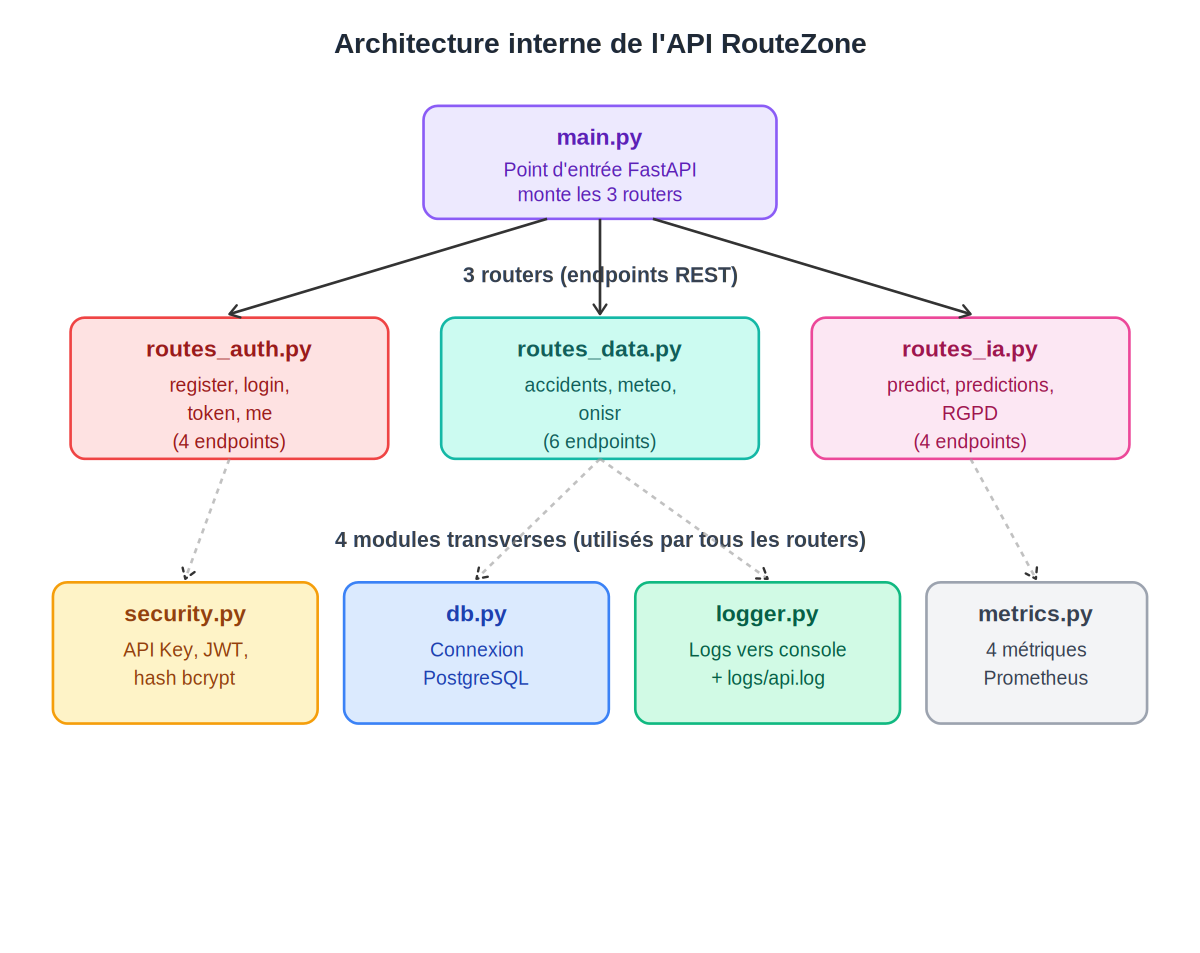 Architecture interne de l'API RouteZone
main.py
Point d'entrée FastAPI
monte les 3 routers
3 routers (endpoints REST)
routes_auth.py
register, login,
token, me
(4 endpoints)
routes_data.py
accidents, meteo,
onisr
(6 endpoints)
routes_ia.py
predict, predictions,
RGPD
(4 endpoints)
4 modules transverses (utilisés par tous les routers)
security.py
API Key, JWT,
hash bcrypt
db.py
Connexion
PostgreSQL
logger.py
Logs vers console
+ logs/api.log
metrics.py
4 métriques
Prometheus